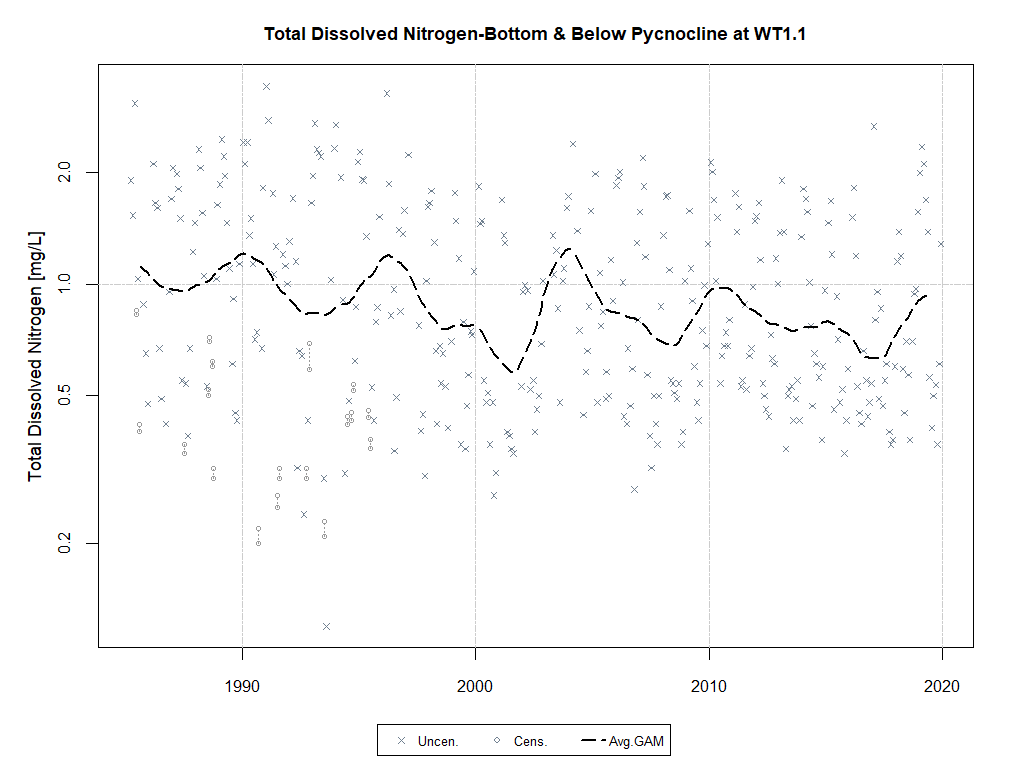 Total Dissolved Nitrogen-Bottom & Below Pycnocline at WT1.1
Total Dissolved Nitrogen [mg/L]
2.0
1.0
0.5
0.2
1990 2000 2010 2020
Uncen. Cens. Avg.GAM